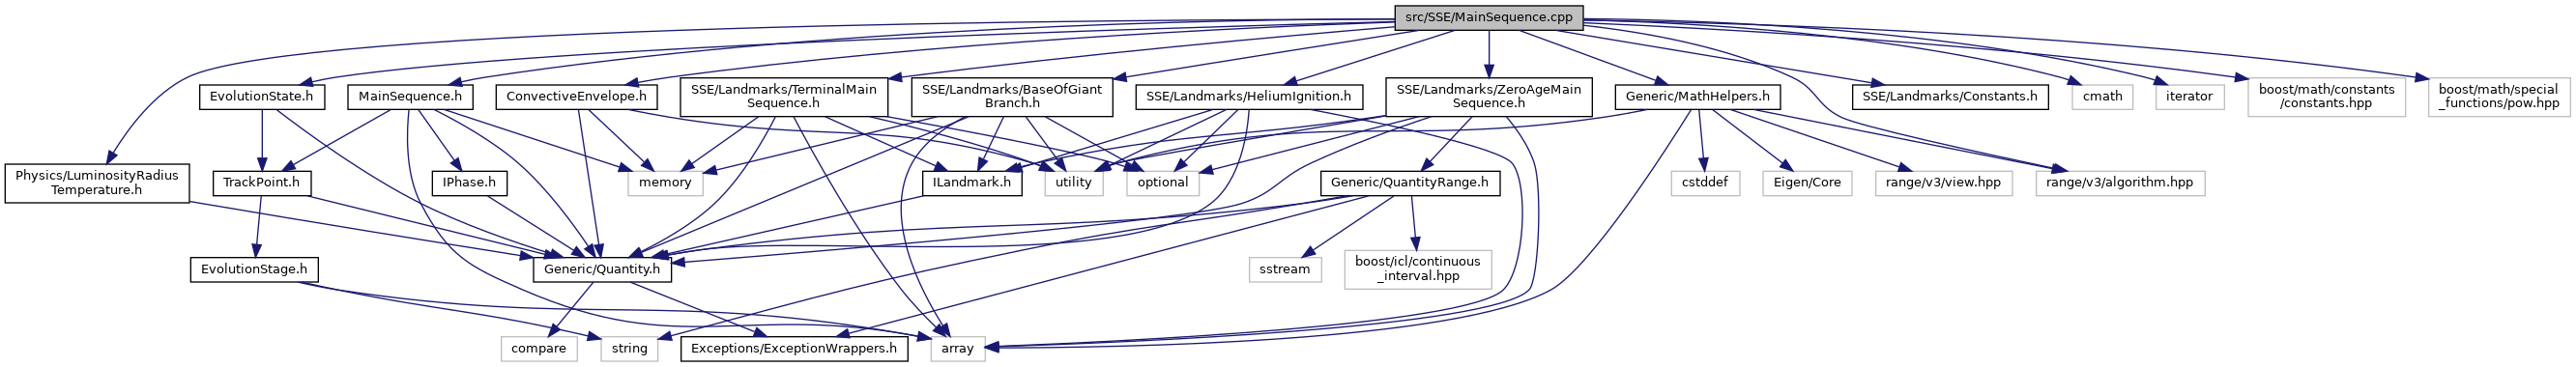 src/SSE/MainSequence.cpp
EvolutionState.h
MainSequence.h
ConvectiveEnvelope.h
SSE/Landmarks/TerminalMain
Sequence.h
SSE/Landmarks/BaseOfGiant
Branch.h
SSE/Landmarks/HeliumIgnition.h
SSE/Landmarks/ZeroAgeMain
Sequence.h
Generic/MathHelpers.h
SSE/Landmarks/Constants.h
cmath
iterator
boost/math/constants
/constants.hpp
boost/math/special
_functions/pow.hpp
Physics/LuminosityRadius
Temperature.h
TrackPoint.h
IPhase.h
memory
ILandmark.h
utility
optional
Generic/QuantityRange.h
cstddef
Eigen/Core
range/v3/view.hpp
range/v3/algorithm.hpp
EvolutionStage.h
Generic/Quantity.h
sstream
boost/icl/continuous
_interval.hpp
compare
string
Exceptions/ExceptionWrappers.h
array